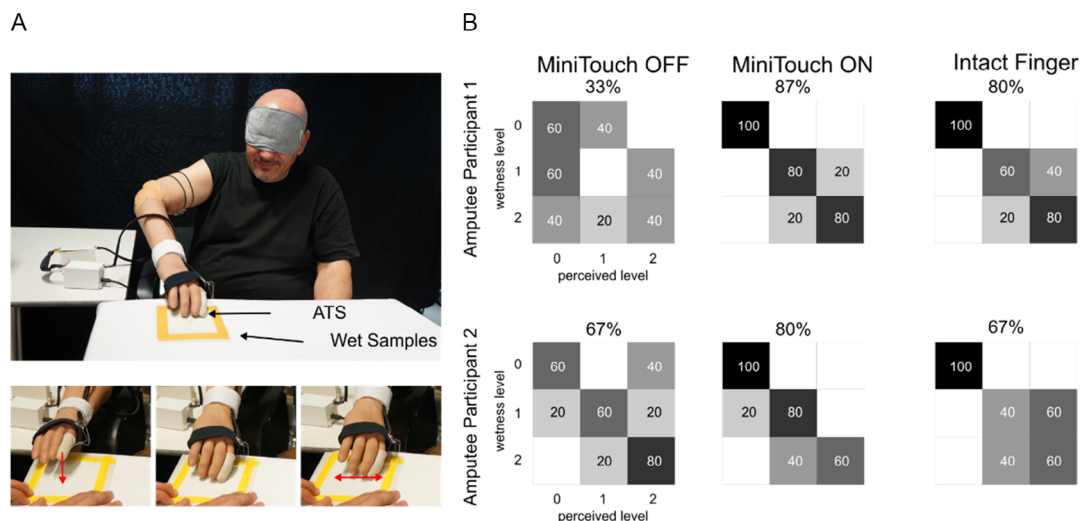 A
B
ATS
Wet Samples
MiniTouch OFF
MiniTouch ON
Intact Finger
33%
87%
80%
Amputee Participant 1
wetness level
0
60 40
100
100
1
60 40
80 20
60 40
2
40 20 40
20 80
20 80
0 1 2
perceived level
67%
80%
67%
Amputee Participant 2
wetness level
0
60 40
100
100
1
20 60 20
20 80
40 60
2
20 80
40 60
40 60
0 1 2
perceived level